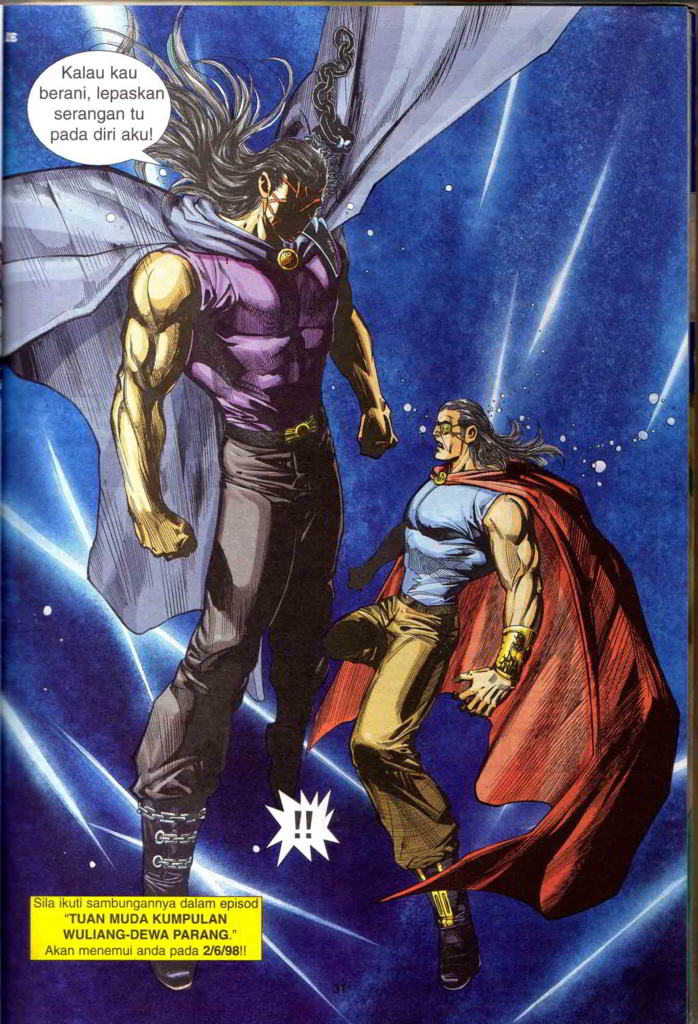 Kalau kau
berani, lepaskan
serangan tu
pada diri aku!
!!
Sila ikuti sambungannya dalam episod
"TUAN MUDA KUMPULAN
WULIANG-DEWA PARANG."
Akan menemui anda pada 2/6/98!!
31